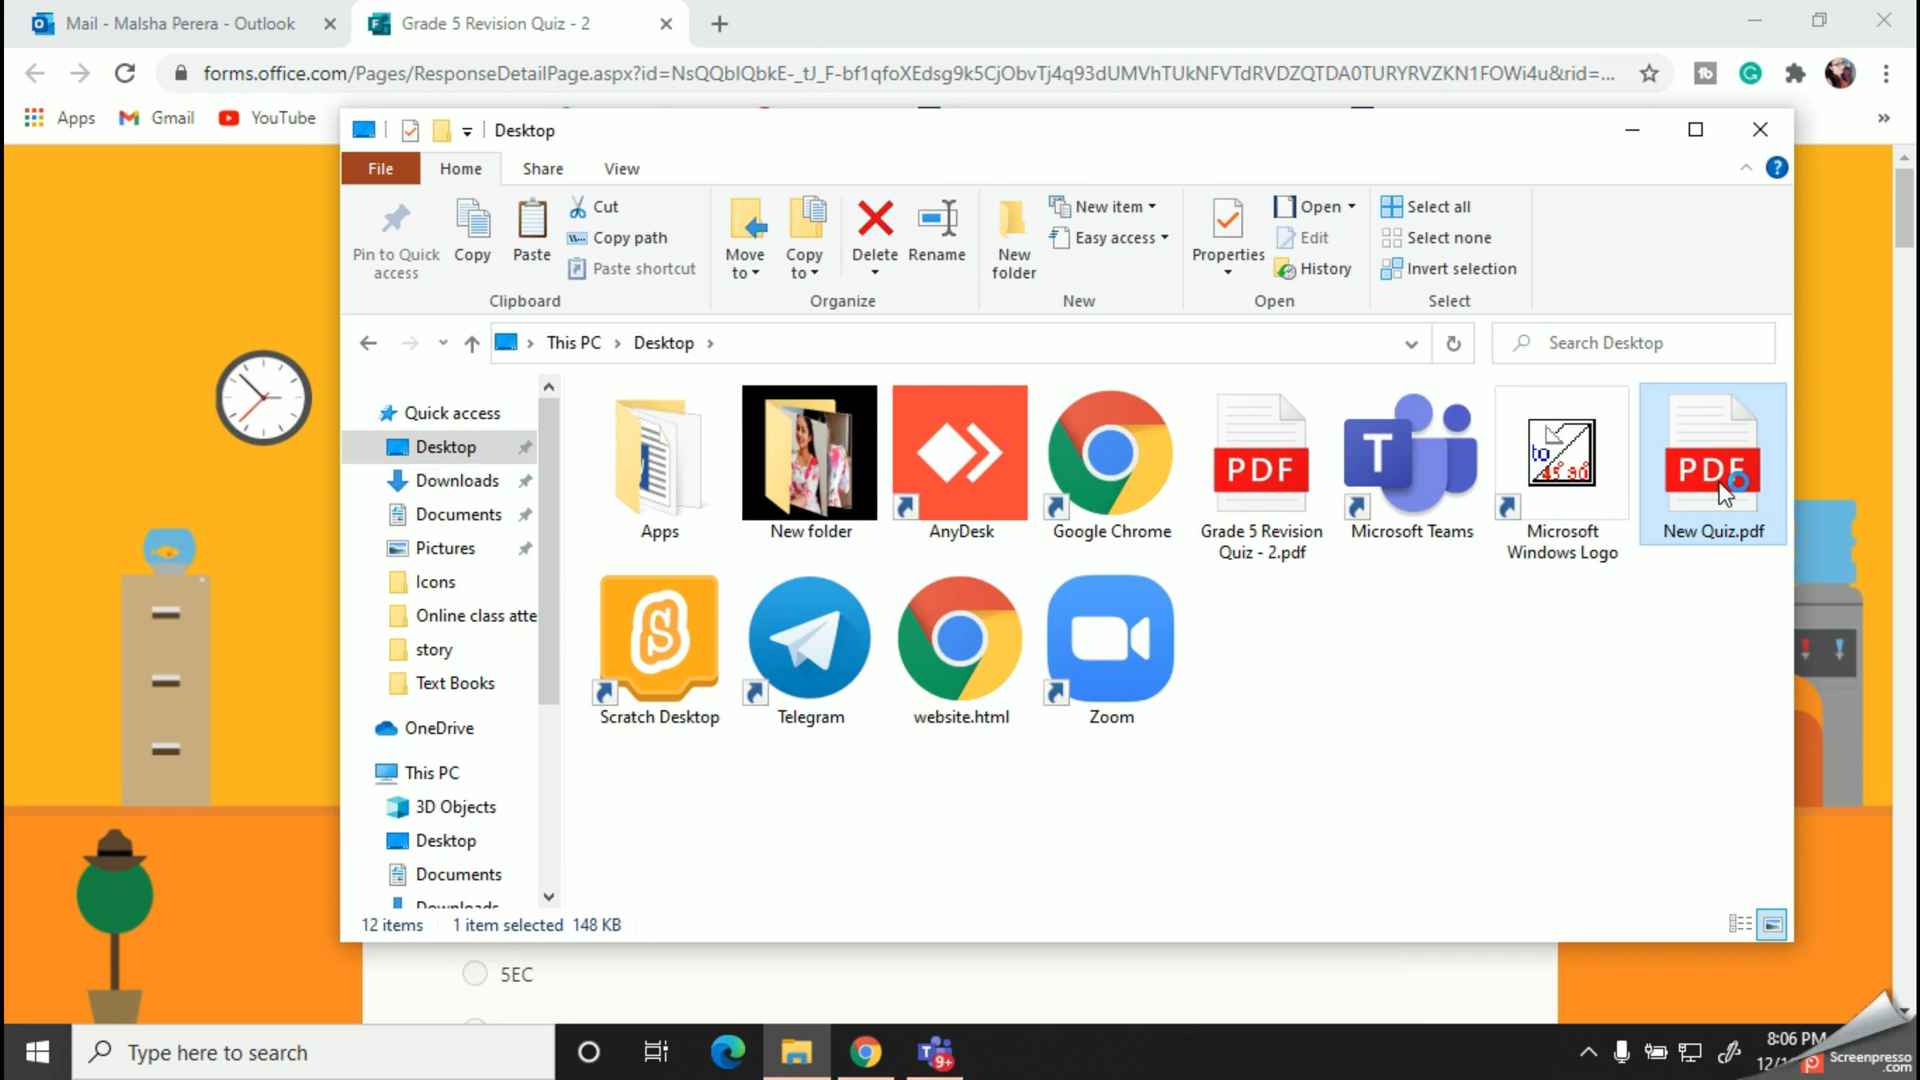 Mail - Malsha Perera - Outlook
Grade 5 Revision Quiz - 2
forms.office.com/Pages/ResponseDetailPage.aspx?id=NsQQbIQbkE-_tJ_F-bf1qfoXEdsg9k5CjObvTj4q93dUMVhTUkNFVTdRVDZQTDA0TURYRVZKN1FOWi4u&rid=...
Apps
Gmail
YouTube
Desktop
File
Home
Share
View
Pin to Quick access
Copy
Paste
Cut
Copy path
Paste shortcut
Clipboard
Move to
Copy to
Delete
Rename
Organize
New folder
New item
Easy access
New
Properties
Open
Edit
History
Open
Select all
Select none
Invert selection
Select
This PC
Desktop
Search Desktop
Quick access
Desktop
Downloads
Documents
Pictures
Icons
Online class atte
story
Text Books
OneDrive
This PC
3D Objects
Desktop
Documents
Downloads
PDF
T
to
45° 90°
PDF
Apps
New folder
AnyDesk
Google Chrome
Grade 5 Revision
Quiz - 2.pdf
Microsoft Teams
Microsoft
Windows Logo
New Quiz.pdf
Scratch Desktop
Telegram
website.html
Zoom
12 items
1 item selected 148 KB
5EC
Type here to search
9+
8:06 PM
Screenpresso
.com